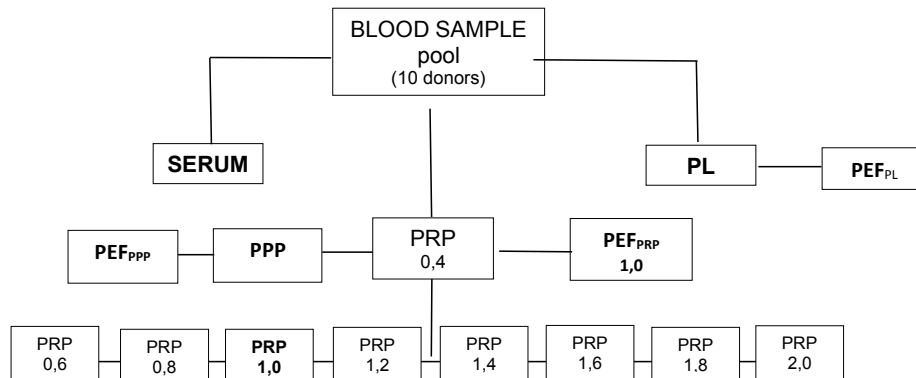 BLOOD SAMPLE
pool
(10 donors)
SERUM
PL
PEFPL
PEFPPP
PPP
PRP
0,4
PEFPRP
1,0
PRP
0,6
PRP
0,8
PRP
1,0
PRP
1,2
PRP
1,4
PRP
1,6
PRP
1.8
PRP
2,0